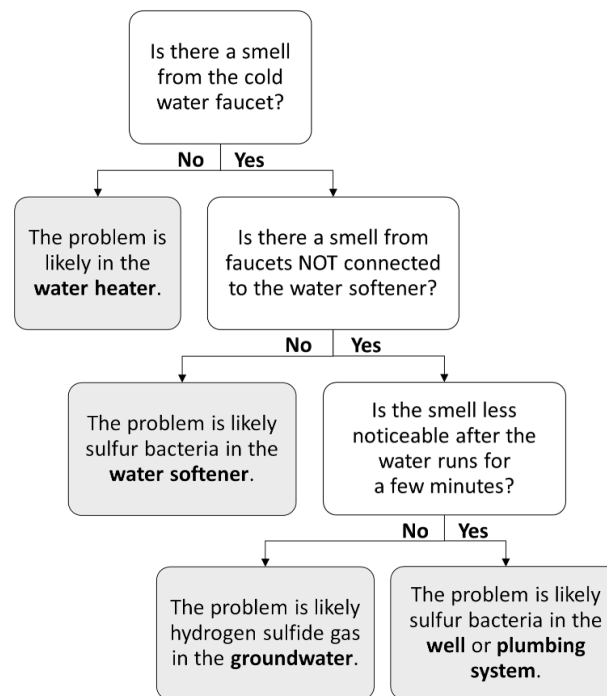 Is there a smell
from the cold
water faucet?
No Yes
The problem is
likely in the
water heater.
Is there a smell from
faucets NOT connected
to the water softener?
No Yes
The problem is likely
sulfur bacteria in the
water softener.
Is the smell less
noticeable after the
water runs for
a few minutes?
No Yes
The problem is likely
hydrogen sulfide gas
in the groundwater.
The problem is likely
sulfur bacteria in the
well or plumbing
system.